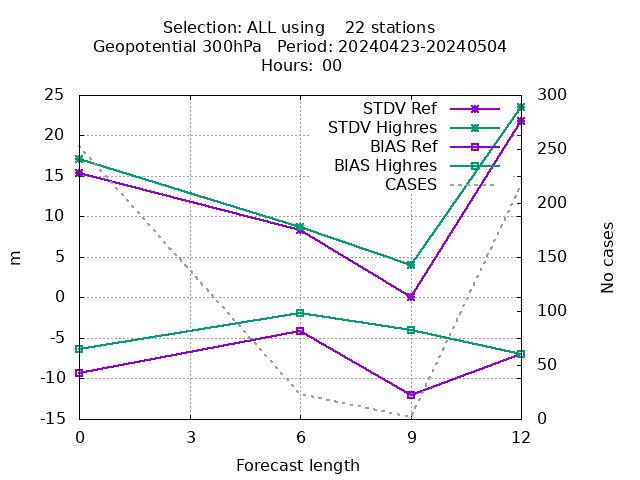 Selection: ALL using    22 stations
Geopotential 300hPa   Period: 20240423-20240504
Hours: 00
25
20
15
10
5
0
-5
-10
-15
m
300
250
200
150
100
50
0
No cases
STDV Ref
STDV Highres
BIAS Ref
BIAS Highres
CASES
0 3 6 9 12
Forecast length